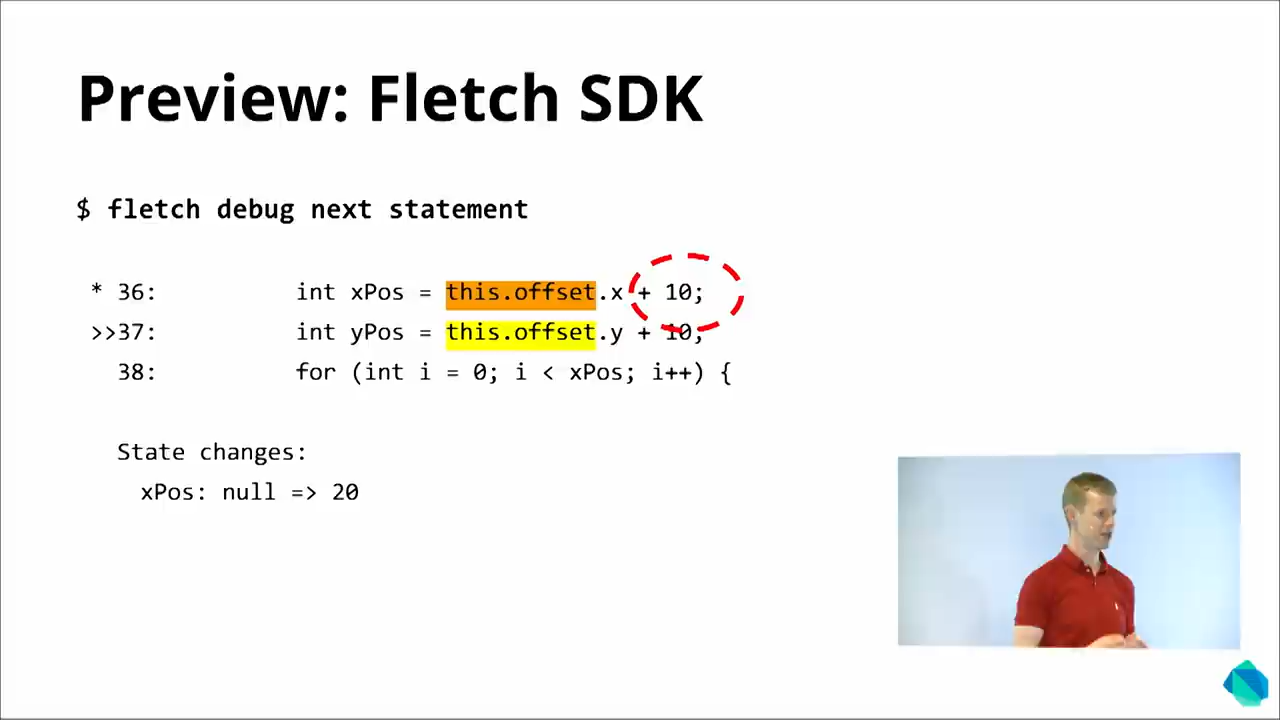 Preview: Fletch SDK
$ fletch debug next statement
* 36: int xPos = this.offset.x + 10;
>>37: int yPos = this.offset.y + 10;
38: for (int i = 0; i < xPos; i++) {
State changes:
xPos: null => 20